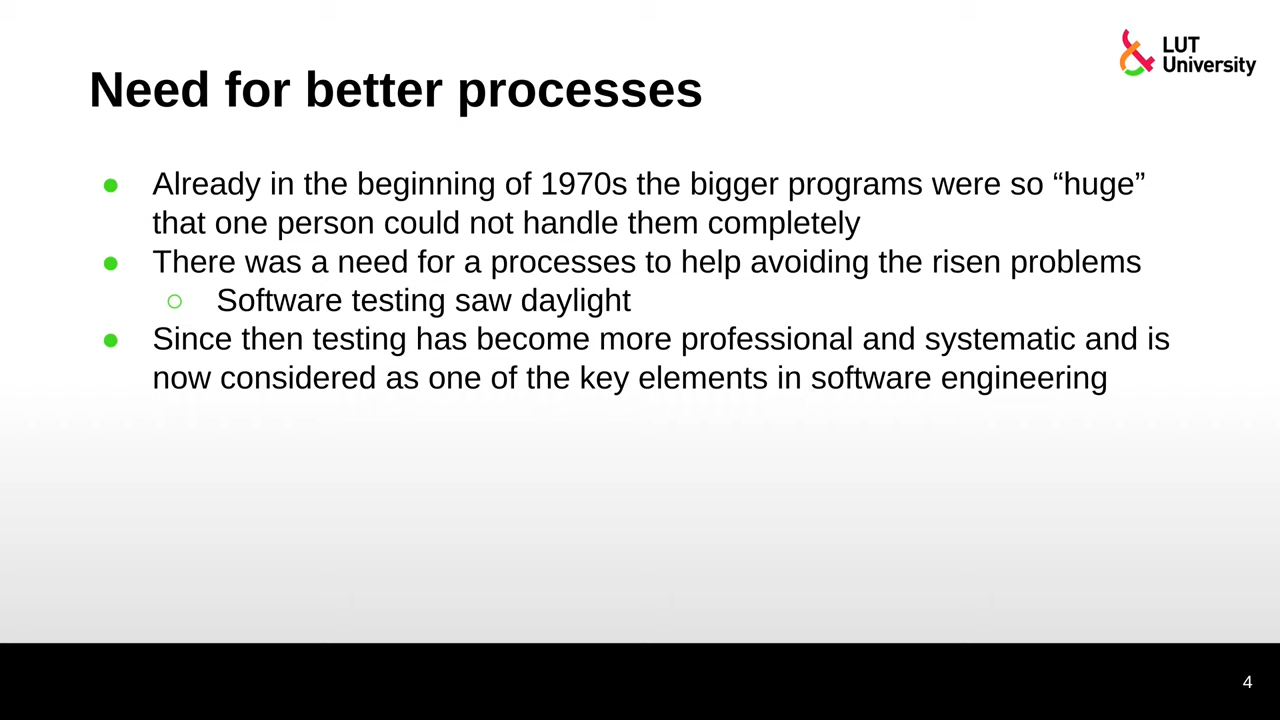 LUT
University
Need for better processes
● Already in the beginning of 1970s the bigger programs were so “huge”
that one person could not handle them completely
● There was a need for a processes to help avoiding the risen problems
○ Software testing saw daylight
● Since then testing has become more professional and systematic and is
now considered as one of the key elements in software engineering
4